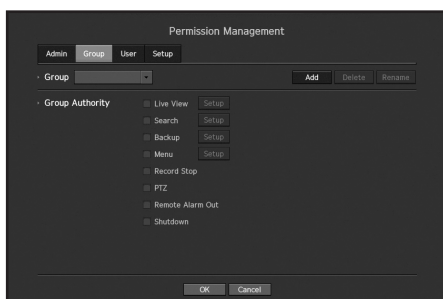 Permission Management
Admin Group User Setup
Group Add Delete Rename
Group Authority Live View Setup
Search Setup
Backup Setup
Menu Setup
Record Stop
PTZ
Remote Alarm Out
Shutdown
OK Cancel